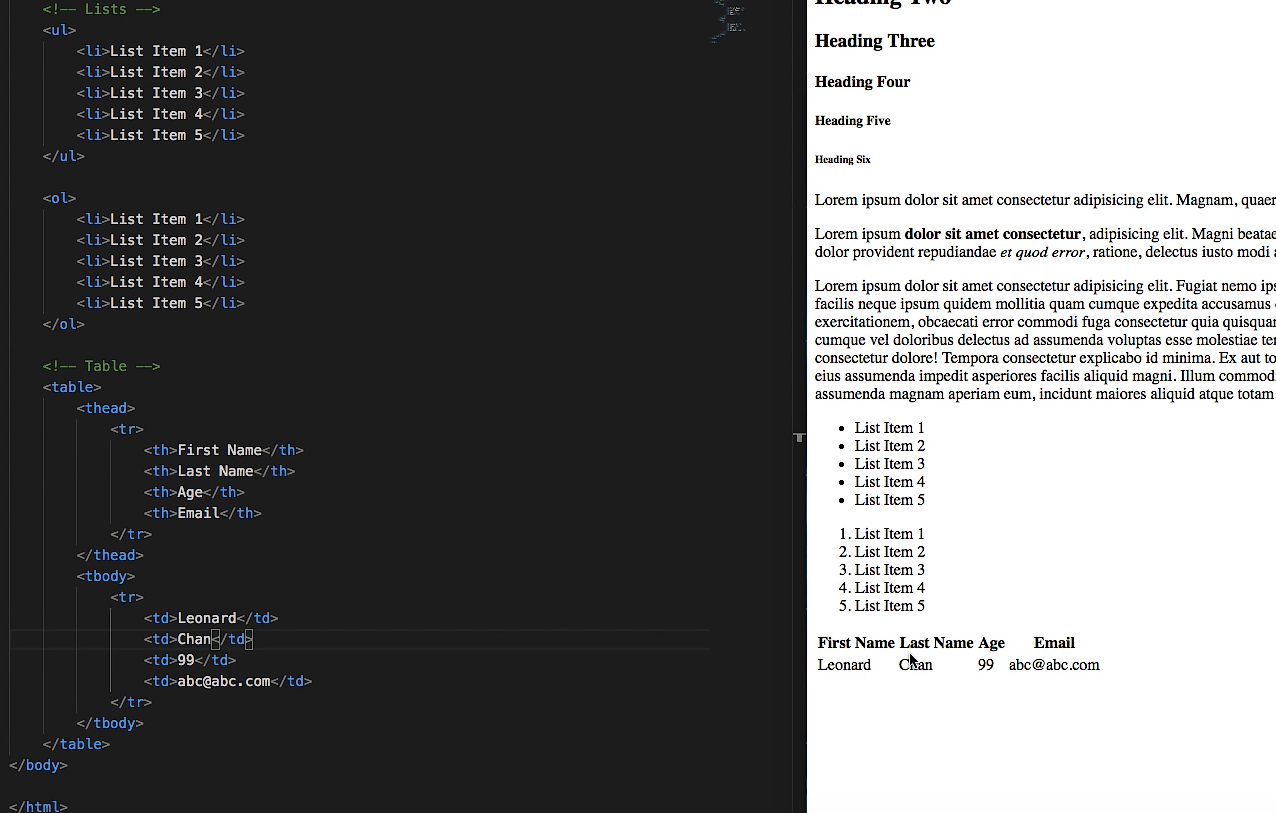 <!-- Lists -->
<ul>
<li>List Item 1</li>
<li>List Item 2</li>
<li>List Item 3</li>
<li>List Item 4</li>
<li>List Item 5</li>
</ul>
<ol>
<li>List Item 1</li>
<li>List Item 2</li>
<li>List Item 3</li>
<li>List Item 4</li>
<li>List Item 5</li>
</ol>
<!-- Table -->
<table>
<thead>
<tr>
<th>First Name</th>
<th>Last Name</th>
<th>Age</th>
<th>Email</th>
</tr>
</thead>
<tbody>
<tr>
<td>Leonard</td>
<td>Chan</td>
<td>99</td>
<td>abc@abc.com</td>
</tr>
</tbody>
</table>
</body>
</html>
Heading Two
Heading Three
Heading Four
Heading Five
Heading Six
Lorem ipsum dolor sit amet consectetur adipisicing elit. Magnam, quaer
Lorem ipsum dolor sit amet consectetur, adipisicing elit. Magni beatae
dolor provident repudiandae et quod error, ratione, delectus iusto modi
Lorem ipsum dolor sit amet consectetur adipisicing elit. Fugiat nemo ips
facilis neque ipsum quidem mollitia quam cumque expedita accusamus
exercitationem, obcaecati error commodi fuga consectetur quia quisquam
cumque vel doloribus delectus ad assumenda voluptas esse molestiae te
consectetur dolore! Tempora consectetur explicabo id minima. Ex aut to
eius assumenda impedit asperiores facilis aliquid magni. Illum commod
assumenda magnam aperiam eum, incidunt maiores aliquid atque totam
• List Item 1
• List Item 2
• List Item 3
• List Item 4
• List Item 5
1. List Item 1
2. List Item 2
3. List Item 3
4. List Item 4
5. List Item 5
First Name Last Name Age Email
Leonard Chan 99 abc@abc.com